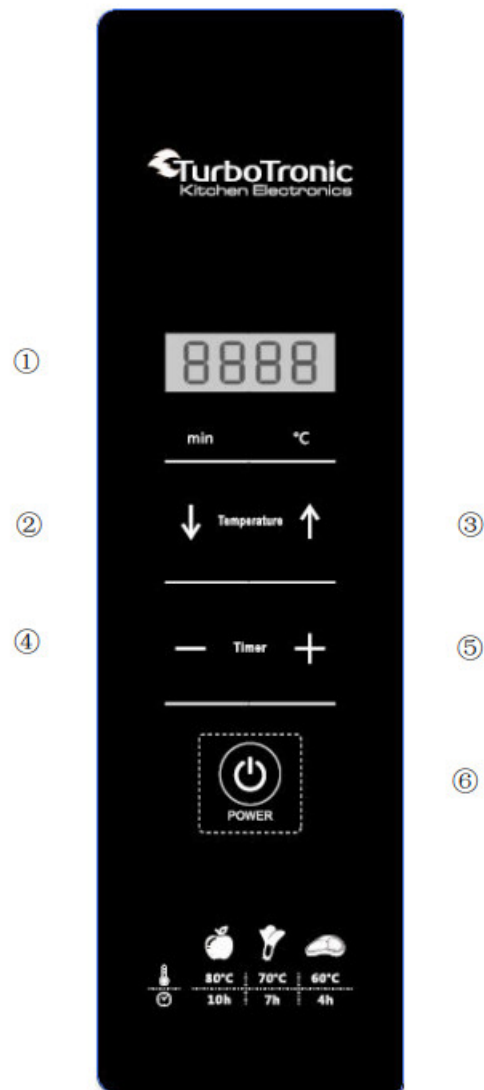 TurboTronic
Kitchen Electronics
①
8888
min °C
②
Temperature
③
④
Timer
⑤
POWER
⑥
80°C 70°C 60°C
10h 7h 4h